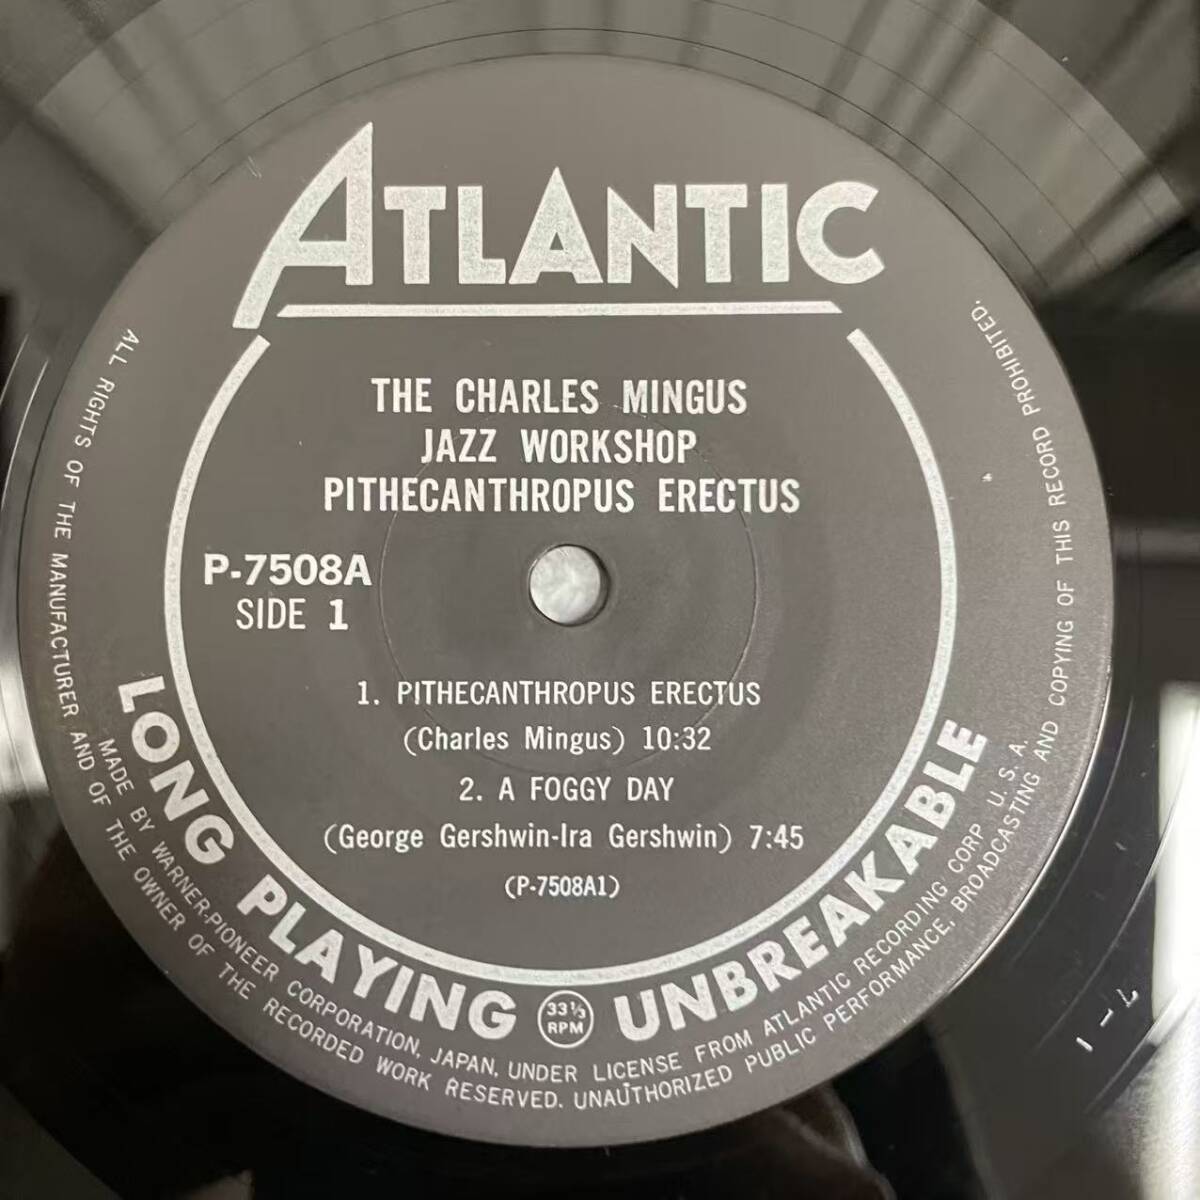 ATLANTIC
THE CHARLES MINGUS
JAZZ WORKSHOP
PITHECANTHROPUS ERECTUS
P-7508A
SIDE 1
1. PITHECANTHROPUS ERECTUS
(Charles Mingus) 10:32
2. A FOGGY DAY
(George Gershwin-Ira Gershwin) 7:45
(P-7508A1)
LONG PLAYING 33⅓ RPM UNBREAKABLE
MADE BY WARNER-PIONEER CORPORATION, JAPAN, UNDER LICENSE FROM ATLANTIC RECORDING CORP U. S. A.
ALL RIGHTS OF THE MANUFACTURER AND OF THE OWNER OF THE RECORDED WORK RESERVED. UNAUTHORIZED PUBLIC PERFORMANCE, BROADCASTING AND COPYING OF THIS RECORD PROHIBITED.